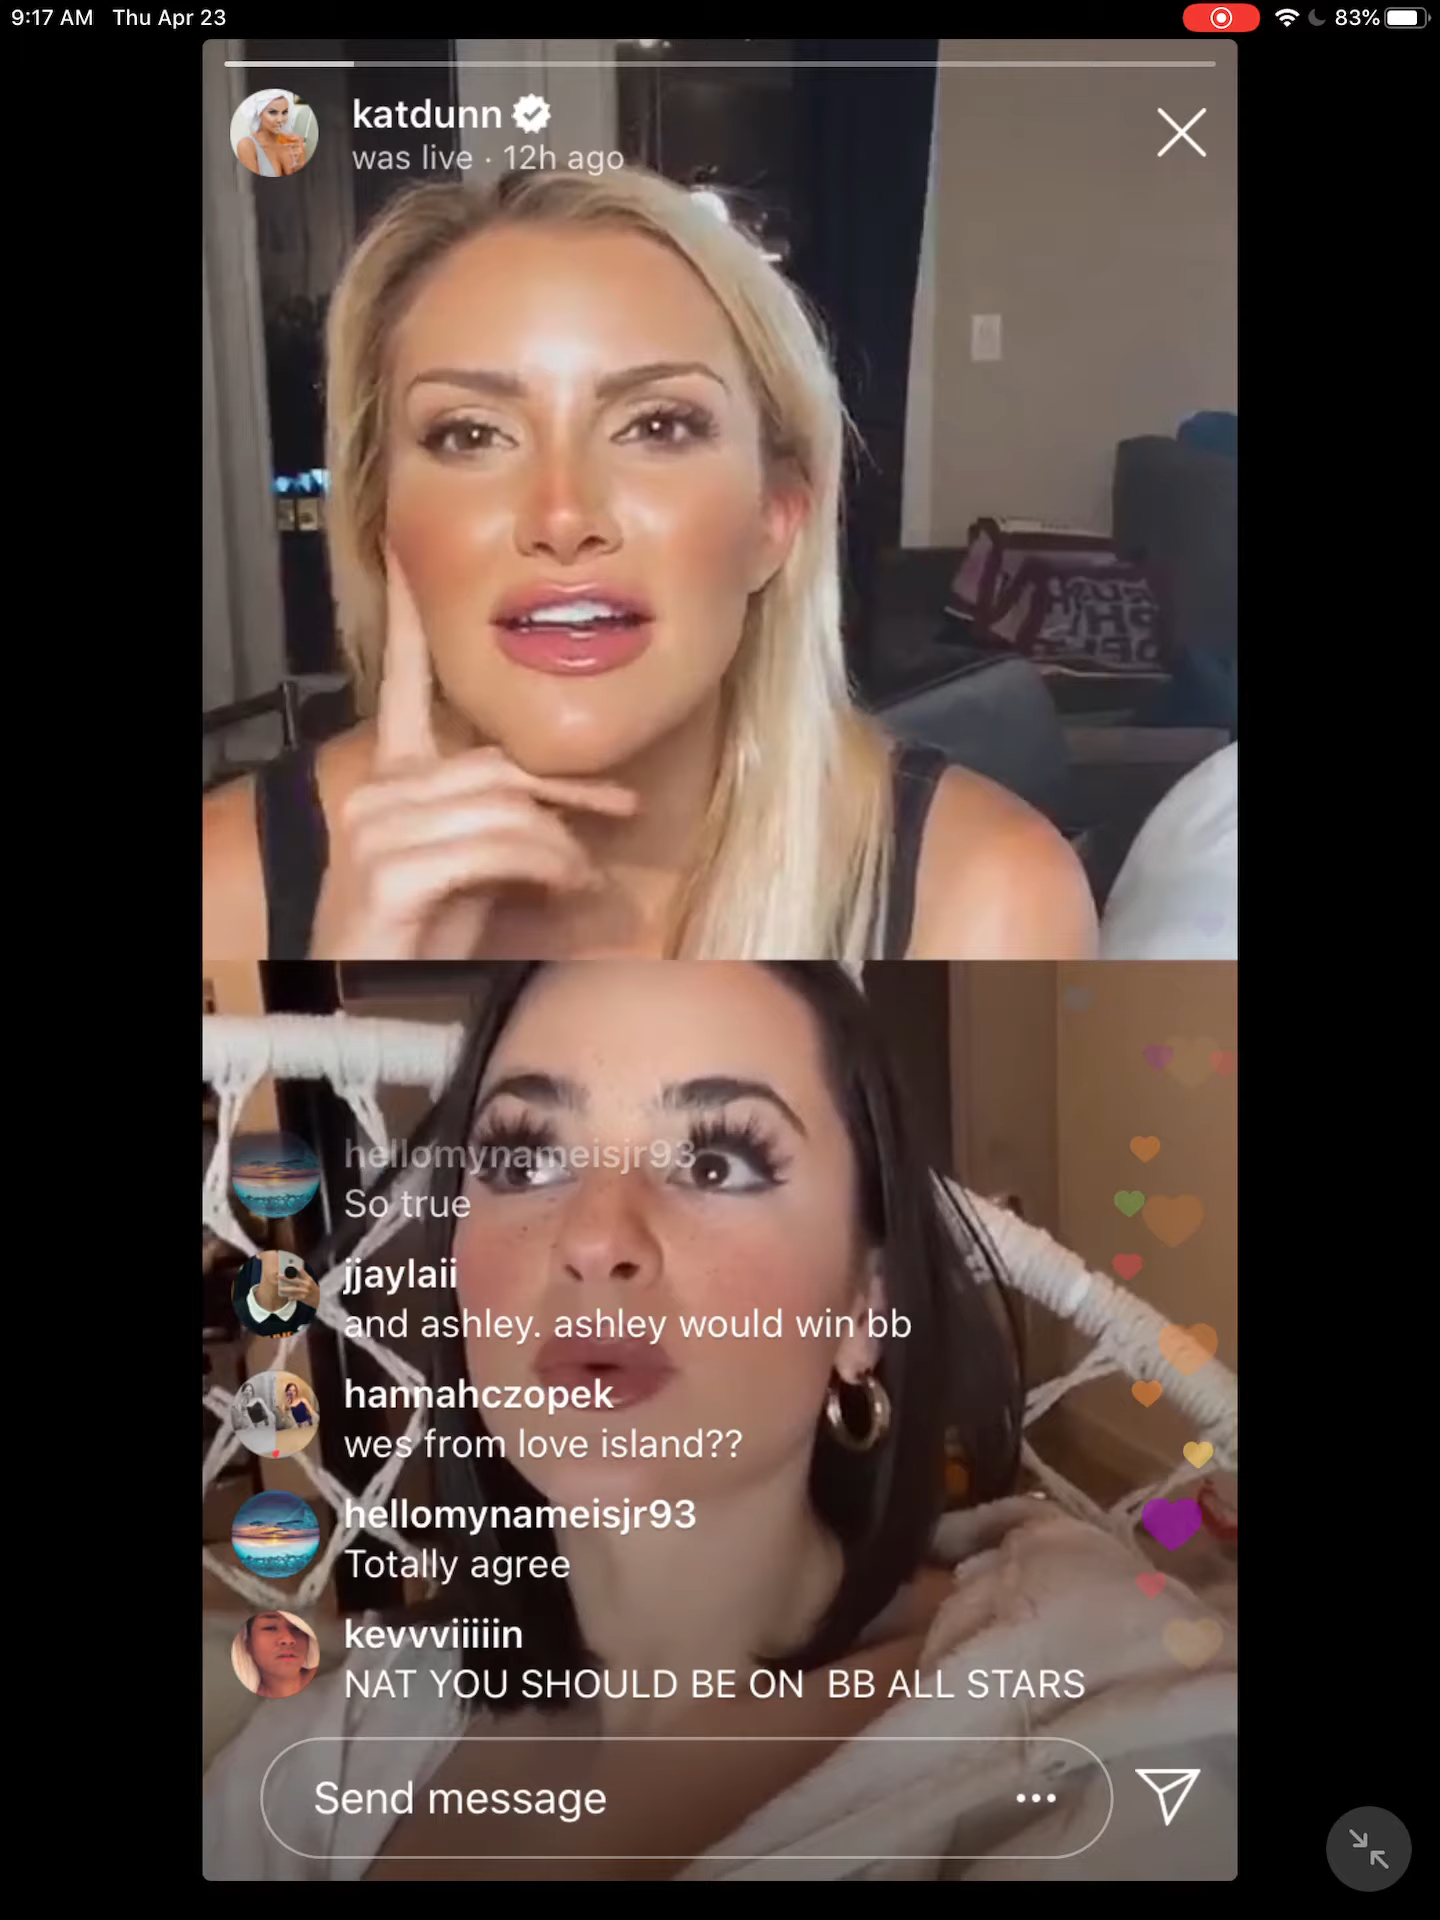 9:17 AM Thu Apr 23
83%
katdunn
was live · 12h ago
hellomynameisjr93
So true
jjaylaii
and ashley. ashley would win bb
hannahczopek
wes from love island??
hellomynameisjr93
Totally agree
kevvviiiiin
NAT YOU SHOULD BE ON  BB ALL STARS
Send message